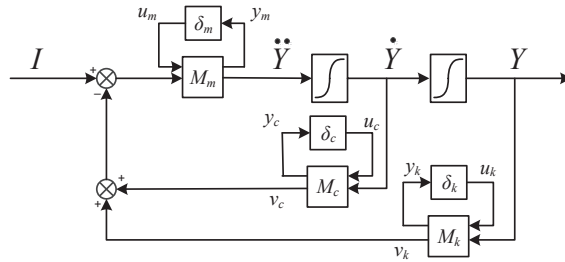 u_m δ_m y_m
I + − M_m Ÿ Ẏ Y
y_c δ_c u_c
y_k δ_k u_k
+ + M_c
v_c
M_k
v_k